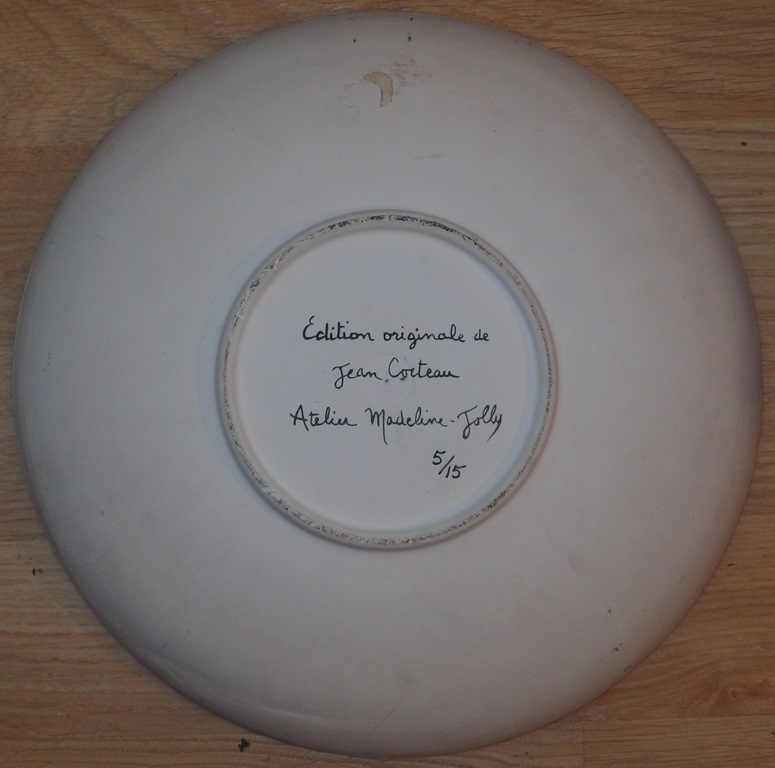 Édition originale de
Jean Cocteau
Atelier Madeline-Jolly
5/15